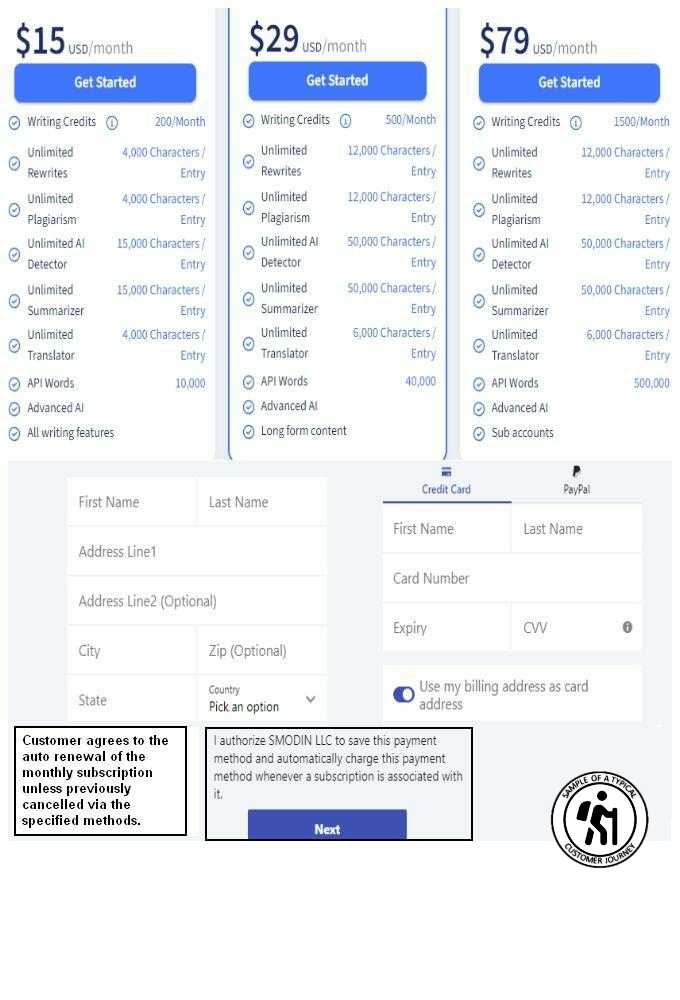 $15 USD/month
Get Started
Writing Credits 200/Month
Unlimited Rewrites 4,000 Characters / Entry
Unlimited Plagiarism 4,000 Characters / Entry
Unlimited AI Detector 15,000 Characters / Entry
Unlimited Summarizer 15,000 Characters / Entry
Unlimited Translator 4,000 Characters / Entry
API Words 10,000
Advanced AI
All writing features
$29 USD/month
Get Started
Writing Credits 500/Month
Unlimited Rewrites 12,000 Characters / Entry
Unlimited Plagiarism 12,000 Characters / Entry
Unlimited AI Detector 50,000 Characters / Entry
Unlimited Summarizer 50,000 Characters / Entry
Unlimited Translator 6,000 Characters / Entry
API Words 40,000
Advanced AI
Long form content
$79 USD/month
Get Started
Writing Credits 1500/Month
Unlimited Rewrites 12,000 Characters / Entry
Unlimited Plagiarism 12,000 Characters / Entry
Unlimited AI Detector 50,000 Characters / Entry
Unlimited Summarizer 50,000 Characters / Entry
Unlimited Translator 6,000 Characters / Entry
API Words 500,000
Advanced AI
Sub accounts
First Name Last Name
Address Line1
Address Line2 (Optional)
City Zip (Optional)
State Country
Pick an option
Credit Card PayPal
First Name Last Name
Card Number
Expiry CVV
Use my billing address as card
address
Customer agrees to the
auto renewal of the
monthly subscription
unless previously
cancelled via the
specified methods.
I authorize SMODIN LLC to save this payment
method and automatically charge this payment
method whenever a subscription is associated with
it.
Next
SAMPLE OF A TYPICAL
CUSTOMER JOURNEY